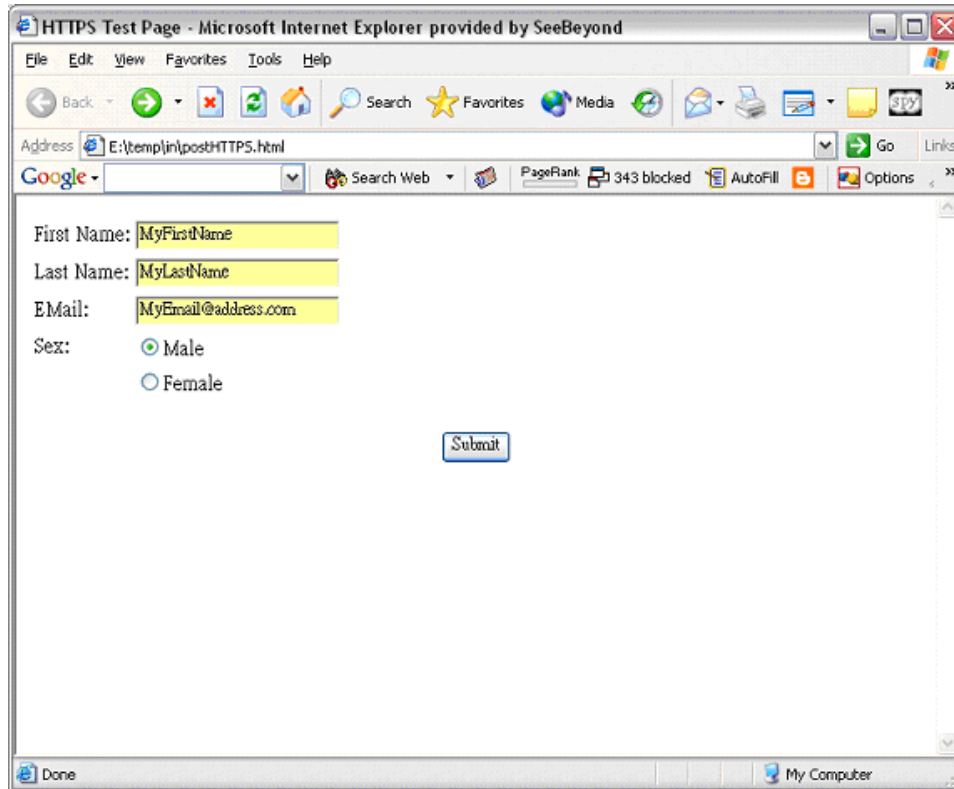 HTTPS Test Page - Microsoft Internet Explorer provided by SeeBeyond
File Edit View Favorites Tools Help
Back Search Favorites Media SPY »
Address E:\temp\in\postHTTPS.html Go Links
Google Search Web PageRank 343 blocked AutoFill Options »
First Name: MyFirstName
Last Name: MyLastName
EMail: MyEmail@address.com
Sex: Male
Female
Submit
Done My Computer